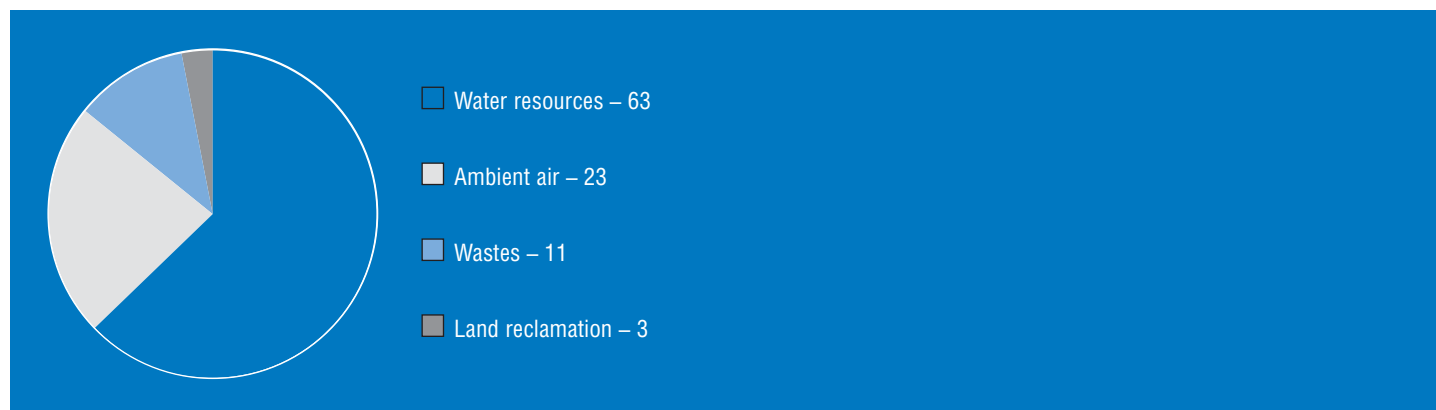 Water resources – 63
Ambient air – 23
Wastes – 11
Land reclamation – 3